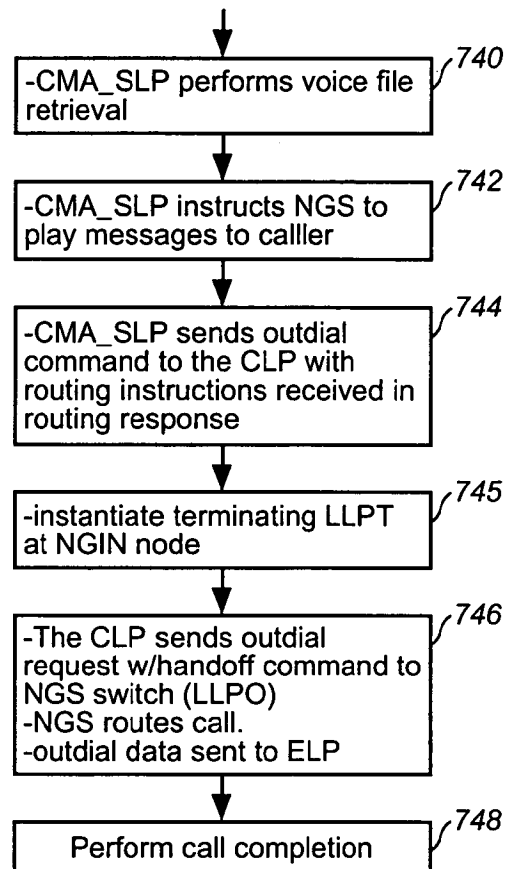 740
-CMA_SLP performs voice file
retrieval
742
-CMA_SLP instructs NGS to
play messages to calller
744
-CMA_SLP sends outdial
command to the CLP with
routing instructions received in
routing response
745
-instantiate terminating LLPT
at NGIN node
746
-The CLP sends outdial
request w/handoff command to
NGS switch (LLPO)
-NGS routes call.
-outdial data sent to ELP
748
Perform call completion